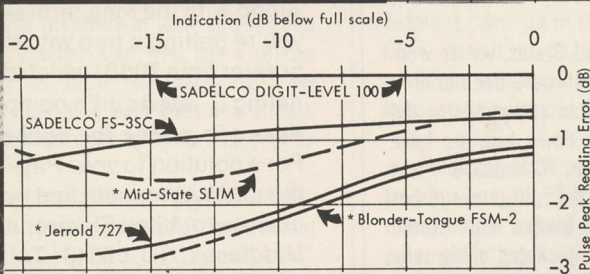 Indication (dB below full scale)
-20 -15 -10 -5 0
0
SADELCO DIGIT-LEVEL 100
SADELCO FS-3SC
-1
* Mid-State SLIM
* Jerrold 727
* Blonder-Tongue FSM-2
-2
-3
Pulse Peak Reading Error (dB)